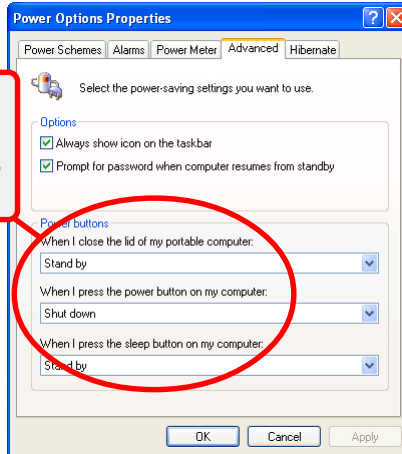 Power Options Properties
Power Schemes Alarms Power Meter Advanced Hibernate
Select the power-saving settings you want to use.
Options
Always show icon on the taskbar
Prompt for password when computer resumes from standby
Power buttons
When I close the lid of my portable computer:
Stand by
When I press the power button on my computer:
Shut down
When I press the sleep button on my computer:
Stand by
OK Cancel Apply